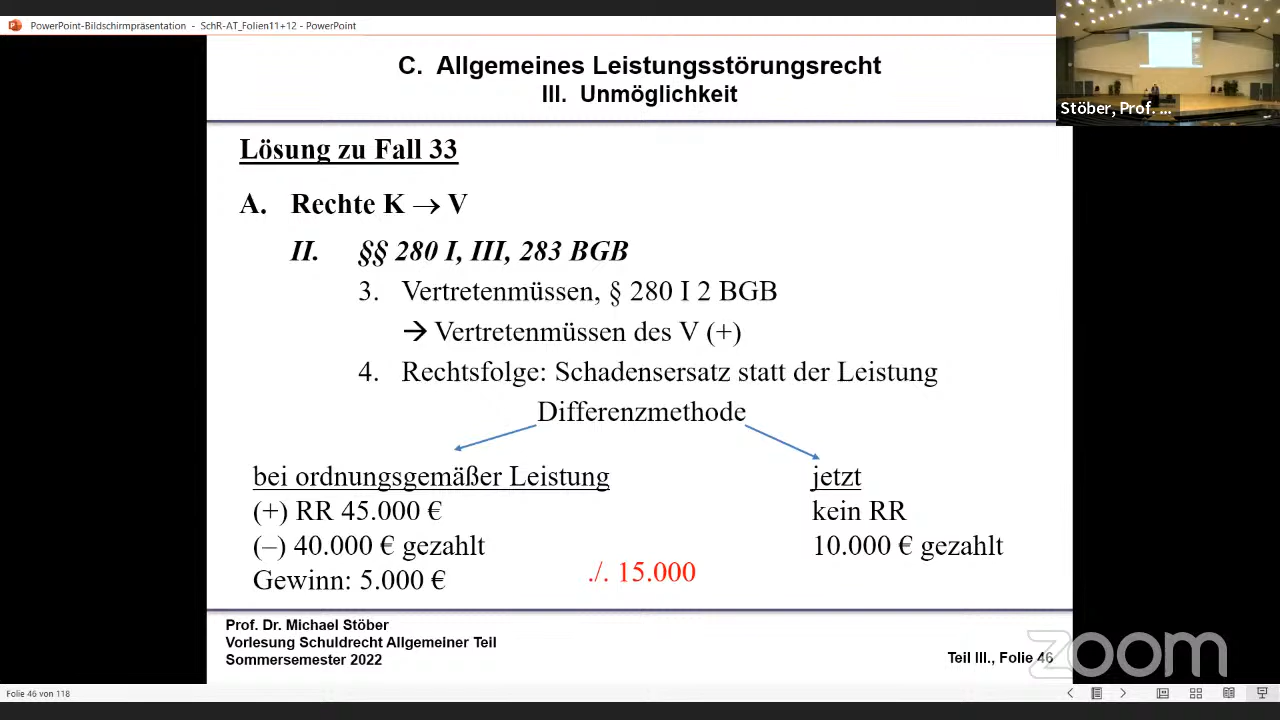 PowerPoint-Bildschirmpräsentation - SchR-AT_Folien11+12 - PowerPoint
Stöber, Prof. ...
C. Allgemeines Leistungsstörungsrecht
III. Unmöglichkeit
Lösung zu Fall 33
A. Rechte K → V
II. §§ 280 I, III, 283 BGB
3. Vertretenmüssen, § 280 I 2 BGB
→ Vertretenmüssen des V (+)
4. Rechtsfolge: Schadensersatz statt der Leistung
Differenzmethode
bei ordnungsgemäßer Leistung
(+) RR 45.000 €
(–) 40.000 € gezahlt
Gewinn: 5.000 €
./. 15.000
jetzt
kein RR
10.000 € gezahlt
Prof. Dr. Michael Stöber
Vorlesung Schuldrecht Allgemeiner Teil
Sommersemester 2022
Teil III., Folie 46
zoom
Folie 46 von 118